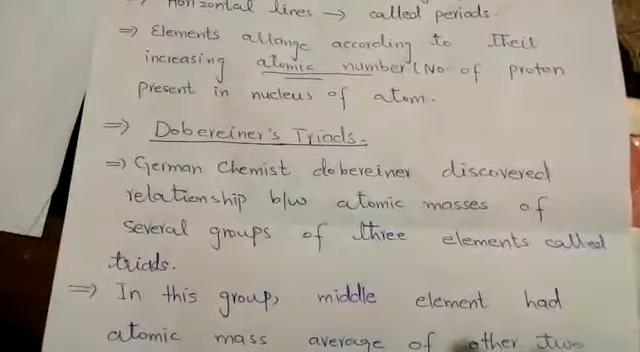 ⇒ Horizontal lines → called periods.
⇒ Elements allange according to their
increasing atomic number (No. of proton
present in nucleus of atom.
⇒ Dobereiner's Triads.
⇒ German Chemist dobereiner discovered
relationship b/w atomic masses of
several groups of three elements called
triads.
⇒ In this group, middle element had
atomic mass average of other two